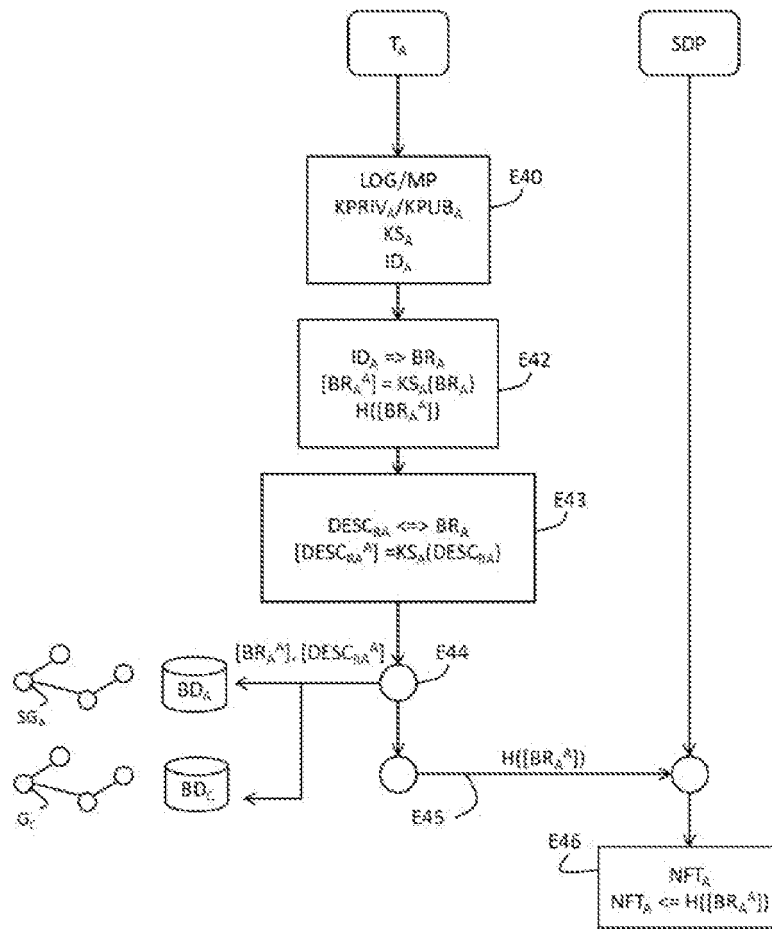 T_A
SDP
LOG/MP
KPRIV_A/KPUB_A
KS_A
ID_A
E40
ID_A => BR_A
[BR_A^A] = KS_A(BR_A)
H([BR_A^A])
E42
DESC_BA <=> BR_A
[DESC_BA^A] =KS_A(DESC_BA)
E43
[BR_A^A], [DESC_BA^A]
E44
SG_A
BD_A
H([BR_A^A])
E45
G_C
BD_C
E46
NFT_A
NFT_A <= H([BR_A^A])